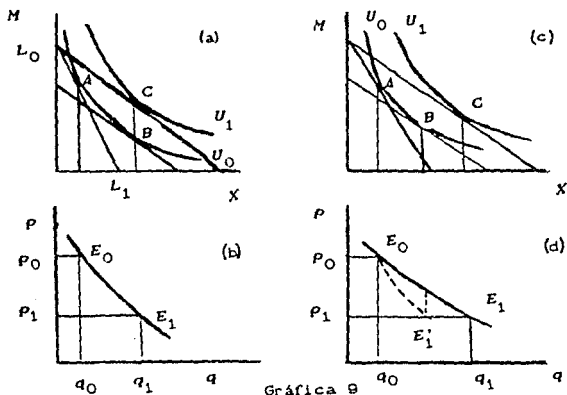 M
(a)
L₀
A
C
B
U₁
U₀
L₁
X
M
U₀
U₁
(c)
A
B
C
X
P
(b)
P₀
E₀
P₁
E₁
q₀
q₁
q
P
(d)
P₀
E₀
P₁
E₁
E₁'
q₀
q₁
q
Gráfica 9